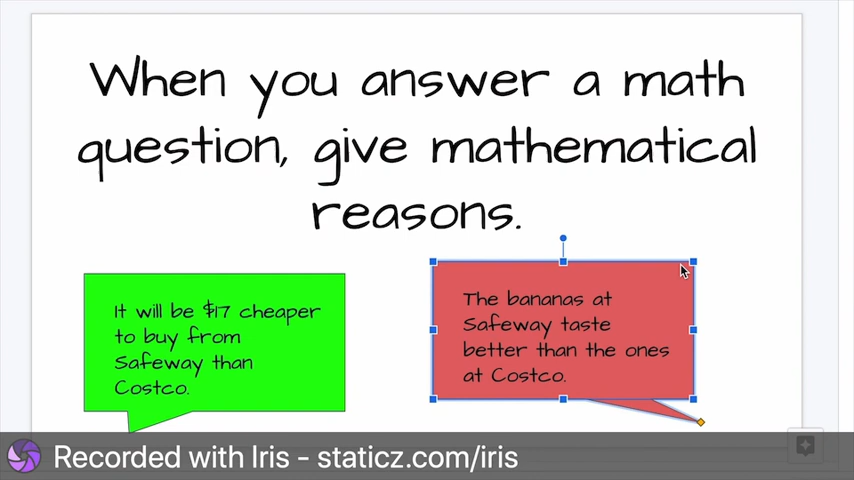 When you answer a math
question, give mathematical
reasons.
It will be $17 cheaper
to buy from
Safeway than
Costco.
The bananas at
Safeway taste
better than the ones
at Costco.
Recorded with Iris - staticz.com/iris